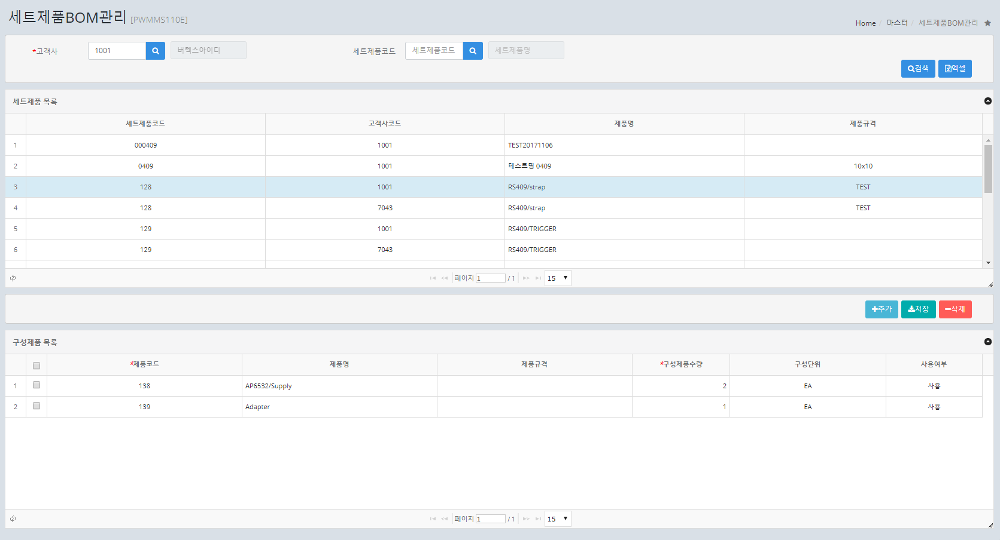 세트제품BOM관리 [PWMMS110E]
Home / 마스터 / 세트제품BOM관리
*고객사 1001 버텍스아이디 세트제품코드 세트제품코드 세트제품명
검색 엑셀
세트제품 목록
세트제품코드 고객사코드 제품명 제품규격
1 000409 1001 TEST20171106
2 0409 1001 테스트명 0409 10x10
3 128 1001 RS409/strap TEST
4 128 7043 RS409/strap TEST
5 129 1001 RS409/TRIGGER
6 129 7043 RS409/TRIGGER
페이지 1 / 1 15
추가 저장 삭제
구성제품 목록
*제품코드 제품명 제품규격 *구성제품수량 구성단위 사용여부
1 138 AP6532/Supply 2 EA 사용
2 139 Adapter 1 EA 사용
페이지 1 / 1 15